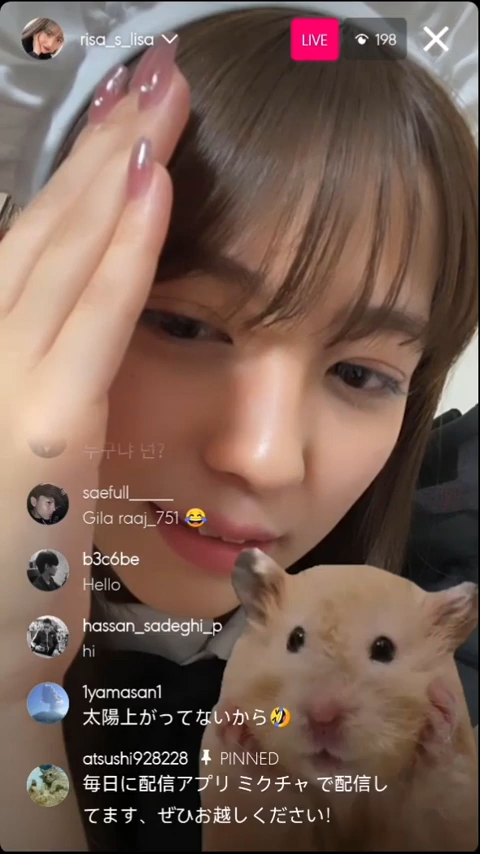 risa_s_lisa
LIVE
198
누구냐 넌?
saefull_____
Gila raaj_751 😂
b3c6be
Hello
hassan_sadeghi_p
hi
1yamasan1
太陽上がってないから🤣
atsushi928228 📌 PINNED
毎日に配信アプリ ミクチャ で配信し
てます、ぜひお越しください!